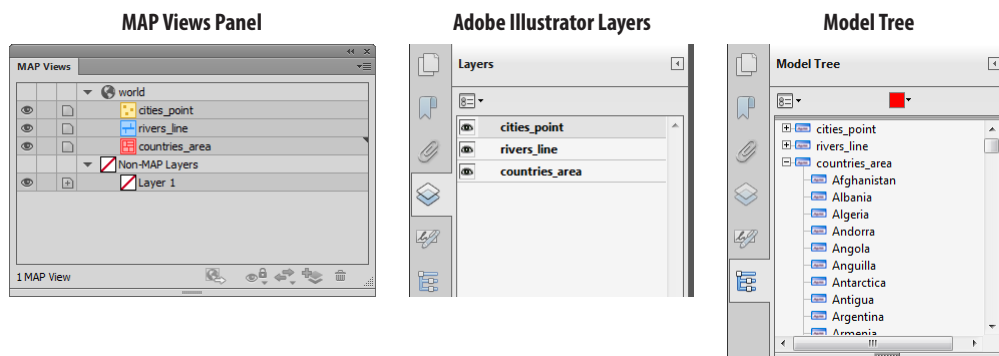 MAP Views Panel
MAP Views
world
cities_point
rivers_line
countries_area
Non-MAP Layers
Layer 1
1 MAP View
Adobe Illustrator Layers
Layers
cities_point
rivers_line
countries_area
Model Tree
Model Tree
cities_point
rivers_line
countries_area
Afghanistan
Albania
Algeria
Andorra
Angola
Anguilla
Antarctica
Antigua
Argentina
Armenia